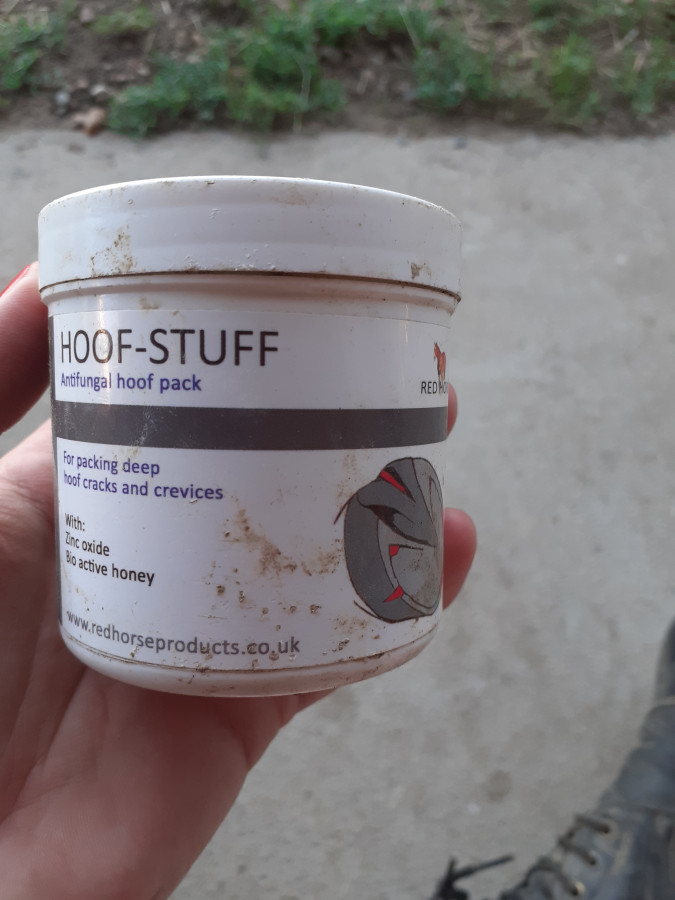 HOOF-STUFF
Antifungal hoof pack
RED
For packing deep
hoof cracks and crevices
With:
Zinc oxide
Bio active honey
www.redhorseproducts.co.uk